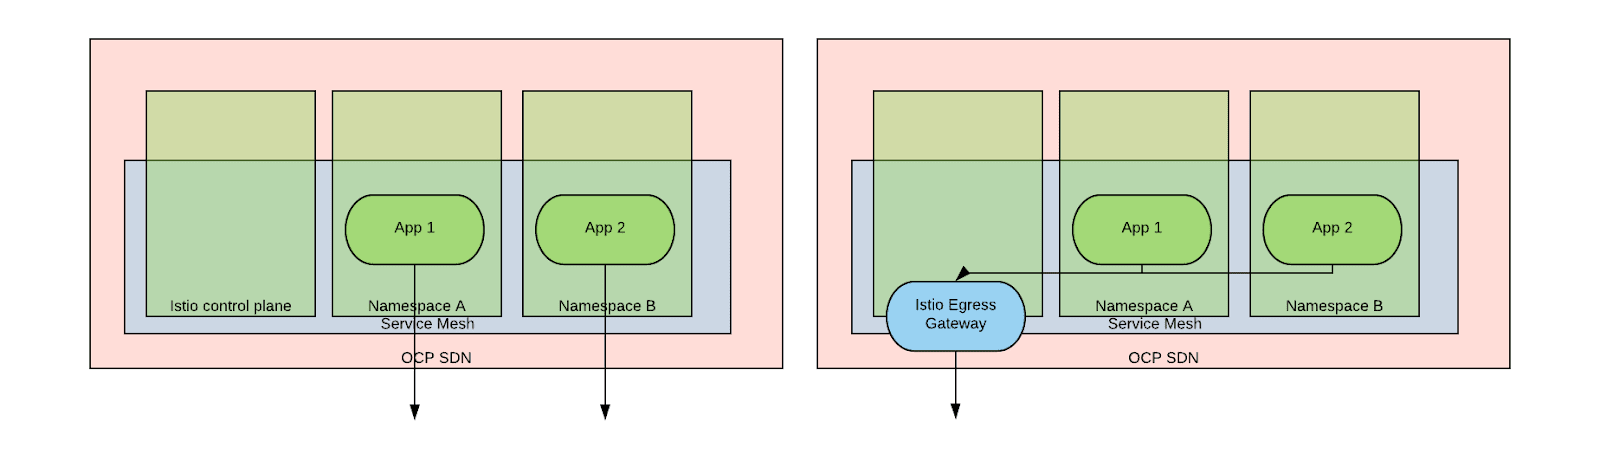 App 1
App 2
Istio control plane
Namespace A
Namespace B
Service Mesh
OCP SDN
App 1
App 2
Istio Egress
Gateway
Namespace A
Namespace B
Service Mesh
OCP SDN